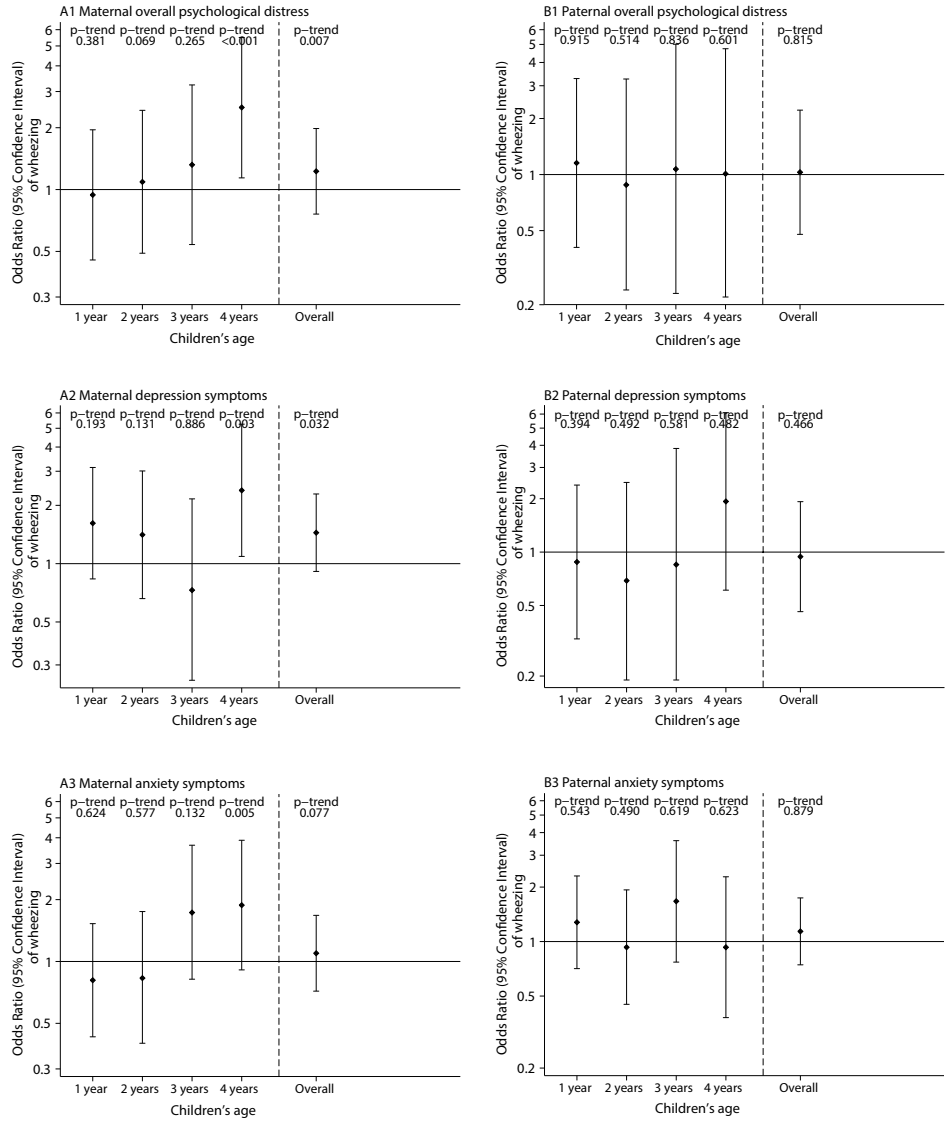 A1 Maternal overall psychological distress
p−trend p−trend p−trend p−trend p−trend
0.381 0.069 0.265 <0.001 0.007
Odds Ratio (95% Confidence Interval)
of wheezing
6
5
4
3
2
1
0.5
0.3
1 year 2 years 3 years 4 years Overall
Children's age
B1 Paternal overall psychological distress
p−trend p−trend p−trend p−trend p−trend
0.915 0.514 0.836 0.601 0.815
Odds Ratio (95% Confidence Interval)
of wheezing
6
5
4
3
2
1
0.5
0.2
1 year 2 years 3 years 4 years Overall
Children's age
A2 Maternal depression symptoms
p−trend p−trend p−trend p−trend p−trend
0.193 0.131 0.886 0.003 0.032
Odds Ratio (95% Confidence Interval)
of wheezing
6
5
4
3
2
1
0.5
0.3
1 year 2 years 3 years 4 years Overall
Children's age
B2 Paternal depression symptoms
p−trend p−trend p−trend p−trend p−trend
0.394 0.492 0.581 0.482 0.466
Odds Ratio (95% Confidence Interval)
of wheezing
6
5
4
3
2
1
0.5
0.2
1 year 2 years 3 years 4 years Overall
Children's age
A3 Maternal anxiety symptoms
p−trend p−trend p−trend p−trend p−trend
0.624 0.577 0.132 0.005 0.077
Odds Ratio (95% Confidence Interval)
of wheezing
6
5
4
3
2
1
0.5
0.3
1 year 2 years 3 years 4 years Overall
Children's age
B3 Paternal anxiety symptoms
p−trend p−trend p−trend p−trend p−trend
0.543 0.490 0.619 0.623 0.879
Odds Ratio (95% Confidence Interval)
of wheezing
6
5
4
3
2
1
0.5
0.2
1 year 2 years 3 years 4 years Overall
Children's age